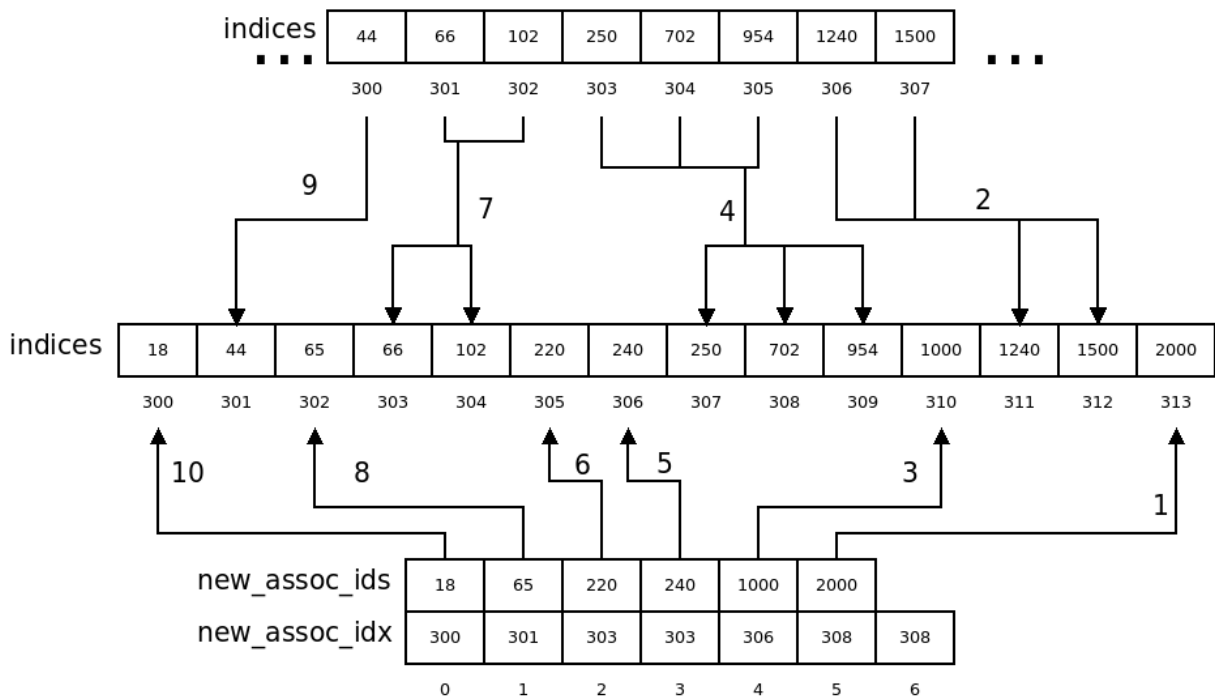 indices 44 66 102 250 702 954 1240 1500
... ...
300 301 302 303 304 305 306 307
9 7 4 2
indices 18 44 65 66 102 220 240 250 702 954 1000 1240 1500 2000
300 301 302 303 304 305 306 307 308 309 310 311 312 313
10 8 6 5 3 1
new_assoc_ids 18 65 220 240 1000 2000
new_assoc_idx 300 301 303 303 306 308 308
0 1 2 3 4 5 6